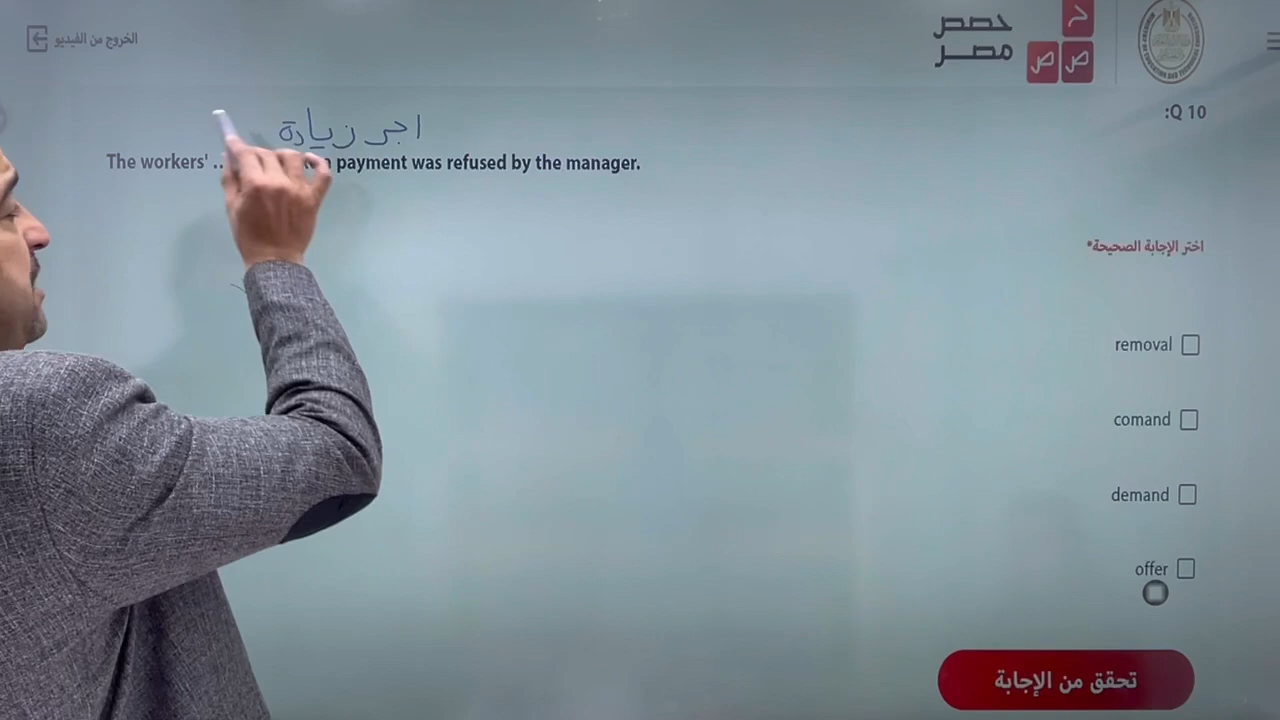 الخروج من الفيديو
حصص
مصر
ح
ص ص
Q 10:
اجر زيادة
The workers' .. payment was refused by the manager.
اختر الإجابة الصحيحة*
removal
comand
demand
offer
تحقق من الإجابة